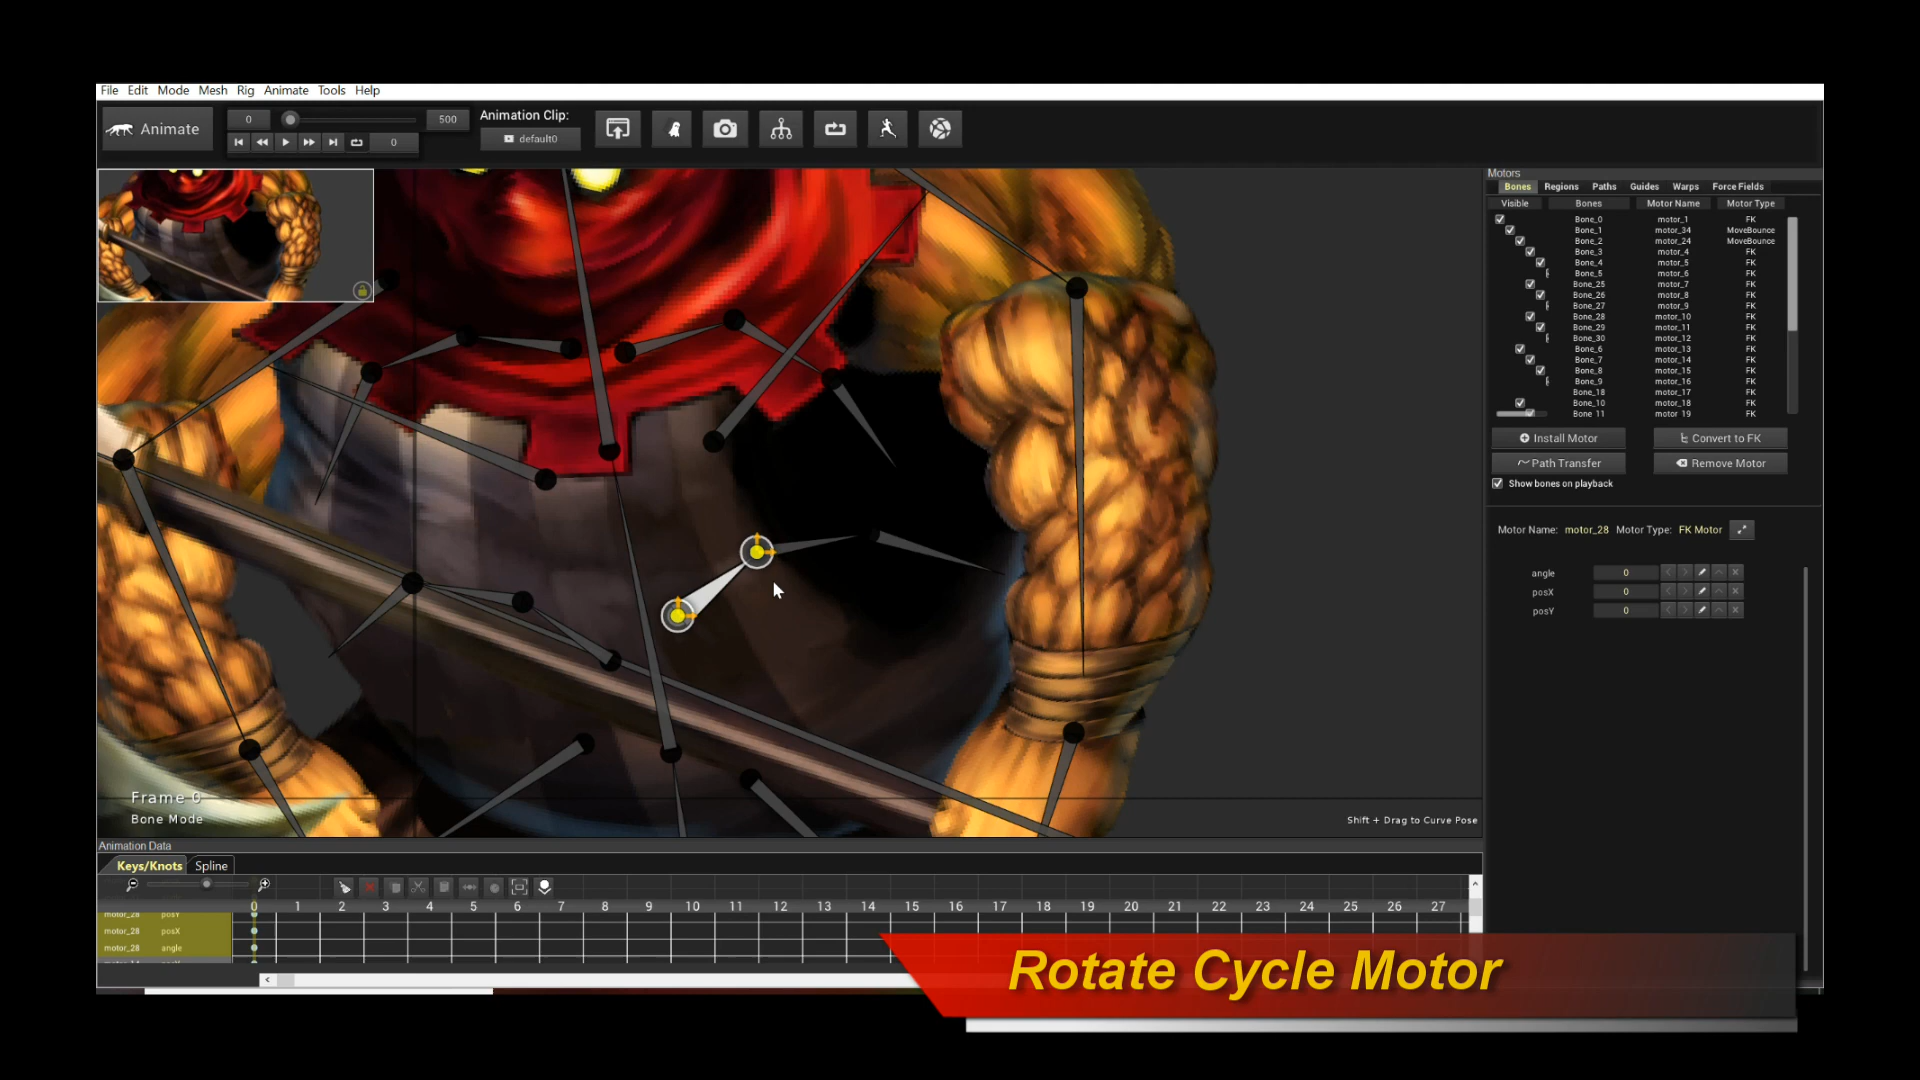 File Edit Mode Mesh Rig Animate Tools Help
Animate
0 500
0
Animation Clip:
default0
Motors
Bones Regions Paths Guides Warps Force Fields
Visible Bones Motor Name Motor Type
Bone_0 motor_1 FK
Bone_1 motor_34 MoveBounce
Bone_2 motor_24 MoveBounce
Bone_3 motor_4 FK
Bone_4 motor_5 FK
Bone_5 motor_6 FK
Bone_25 motor_7 FK
Bone_26 motor_8 FK
Bone_27 motor_9 FK
Bone_28 motor_10 FK
Bone_29 motor_11 FK
Bone_30 motor_12 FK
Bone_6 motor_13 FK
Bone_7 motor_14 FK
Bone_8 motor_15 FK
Bone_9 motor_16 FK
Bone_18 motor_17 FK
Bone_10 motor_18 FK
Bone 11 motor 19 FK
Install Motor Convert to FK
Path Transfer Remove Motor
Show bones on playback
Motor Name: motor_28 Motor Type: FK Motor
angle 0
posX 0
posY 0
Frame 0
Bone Mode
Shift + Drag to Curve Pose
Animation Data
Keys/Knots Spline
0 1 2 3 4 5 6 7 8 9 10 11 12 13 14 15 16 17 18 19 20 21 22 23 24 25 26 27
motor_28 posY
motor_28 posX
motor_28 angle
Rotate Cycle Motor